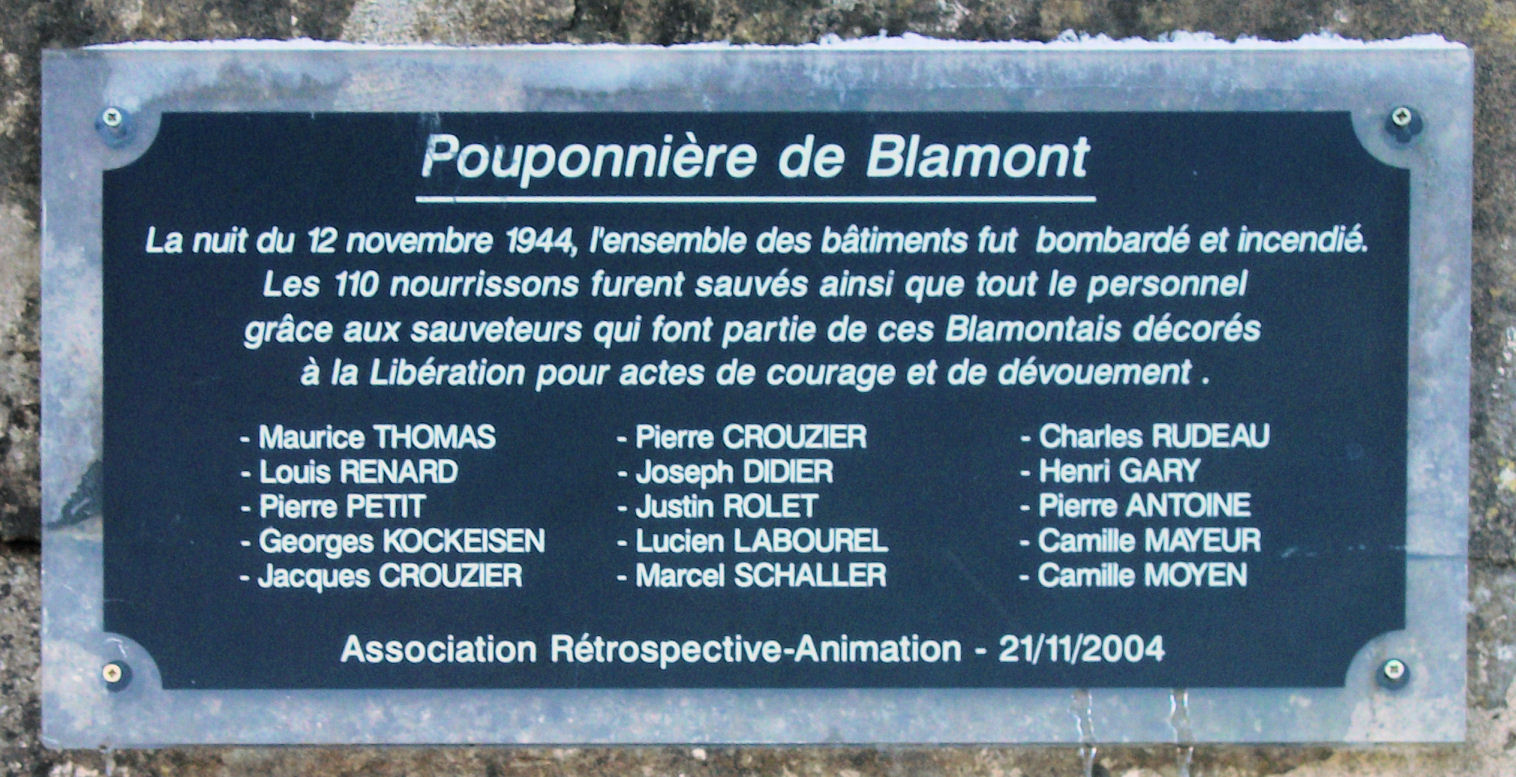 Pouponnière de Blamont
La nuit du 12 novembre 1944, l'ensemble des bâtiments fut bombardé et incendié.
Les 110 nourrissons furent sauvés ainsi que tout le personnel
grâce aux sauveteurs qui font partie de ces Blamontais décorés
à la Libération pour actes de courage et de dévouement .
- Maurice THOMAS
- Louis RENARD
- Pierre PETIT
- Georges KOCKEISEN
- Jacques CROUZIER
- Pierre CROUZIER
- Joseph DIDIER
- Justin ROLET
- Lucien LABOUREL
- Marcel SCHALLER
- Charles RUDEAU
- Henri GARY
- Pierre ANTOINE
- Camille MAYEUR
- Camille MOYEN
Association Rétrospective-Animation - 21/11/2004